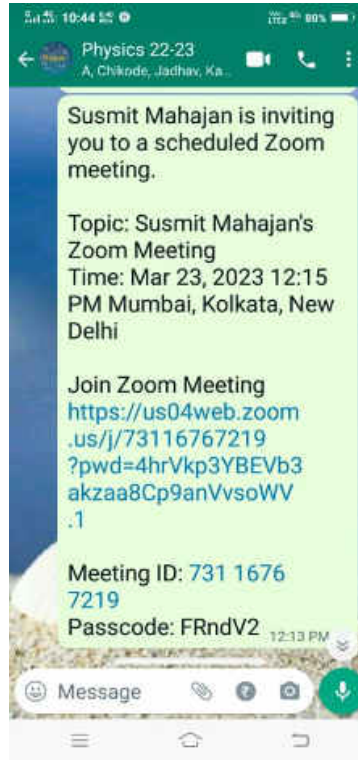 10:44
80%
Physics 22-23
A, Chikode, Jadhav, Ka...
Susmit Mahajan is inviting
you to a scheduled Zoom
meeting.
Topic: Susmit Mahajan's
Zoom Meeting
Time: Mar 23, 2023 12:15
PM Mumbai, Kolkata, New
Delhi
Join Zoom Meeting
https://us04web.zoom
.us/j/73116767219
?pwd=4hrVkp3YBEVb3
akzaa8Cp9anVvsoWV
.1
Meeting ID: 731 1676
7219
Passcode: FRndV2
12:13 PM
Message